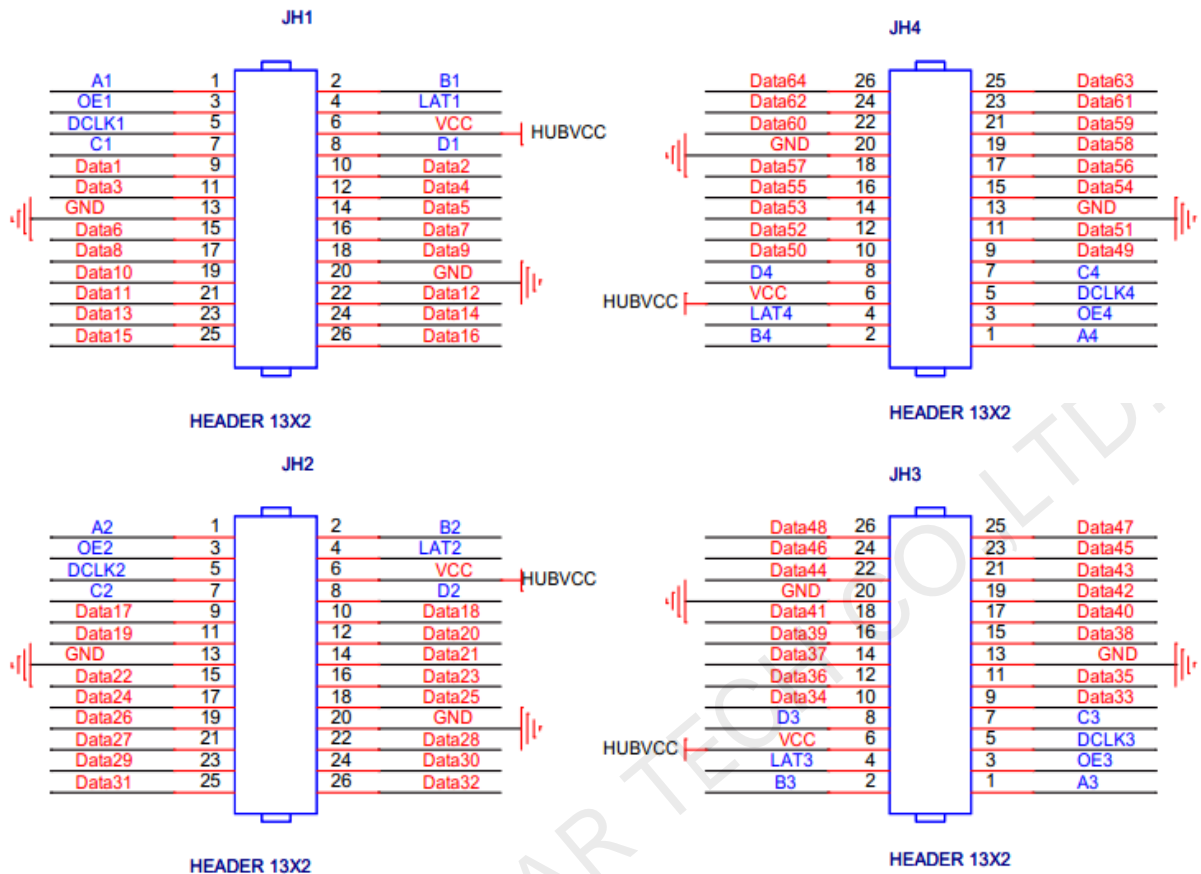 JH1
A1 1 2 B1
OE1 3 4 LAT1
DCLK1 5 6 VCC HUBVCC
C1 7 8 D1
Data1 9 10 Data2
Data3 11 12 Data4
GND 13 14 Data5
Data6 15 16 Data7
Data8 17 18 Data9
Data10 19 20 GND
Data11 21 22 Data12
Data13 23 24 Data14
Data15 25 26 Data16
HEADER 13X2
JH4
Data64 26 25 Data63
Data62 24 23 Data61
Data60 22 21 Data59
GND 20 19 Data58
Data57 18 17 Data56
Data55 16 15 Data54
Data53 14 13 GND
Data52 12 11 Data51
Data50 10 9 Data49
D4 8 7 C4
HUBVCC VCC 6 5 DCLK4
LAT4 4 3 OE4
B4 2 1 A4
HEADER 13X2
JH2
A2 1 2 B2
OE2 3 4 LAT2
DCLK2 5 6 VCC HUBVCC
C2 7 8 D2
Data17 9 10 Data18
Data19 11 12 Data20
GND 13 14 Data21
Data22 15 16 Data23
Data24 17 18 Data25
Data26 19 20 GND
Data27 21 22 Data28
Data29 23 24 Data30
Data31 25 26 Data32
HEADER 13X2
JH3
Data48 26 25 Data47
Data46 24 23 Data45
Data44 22 21 Data43
GND 20 19 Data42
Data41 18 17 Data40
Data39 16 15 Data38
Data37 14 13 GND
Data36 12 11 Data35
Data34 10 9 Data33
D3 8 7 C3
HUBVCC VCC 6 5 DCLK3
LAT3 4 3 OE3
B3 2 1 A3
HEADER 13X2
AR TECH CO.,LTD.